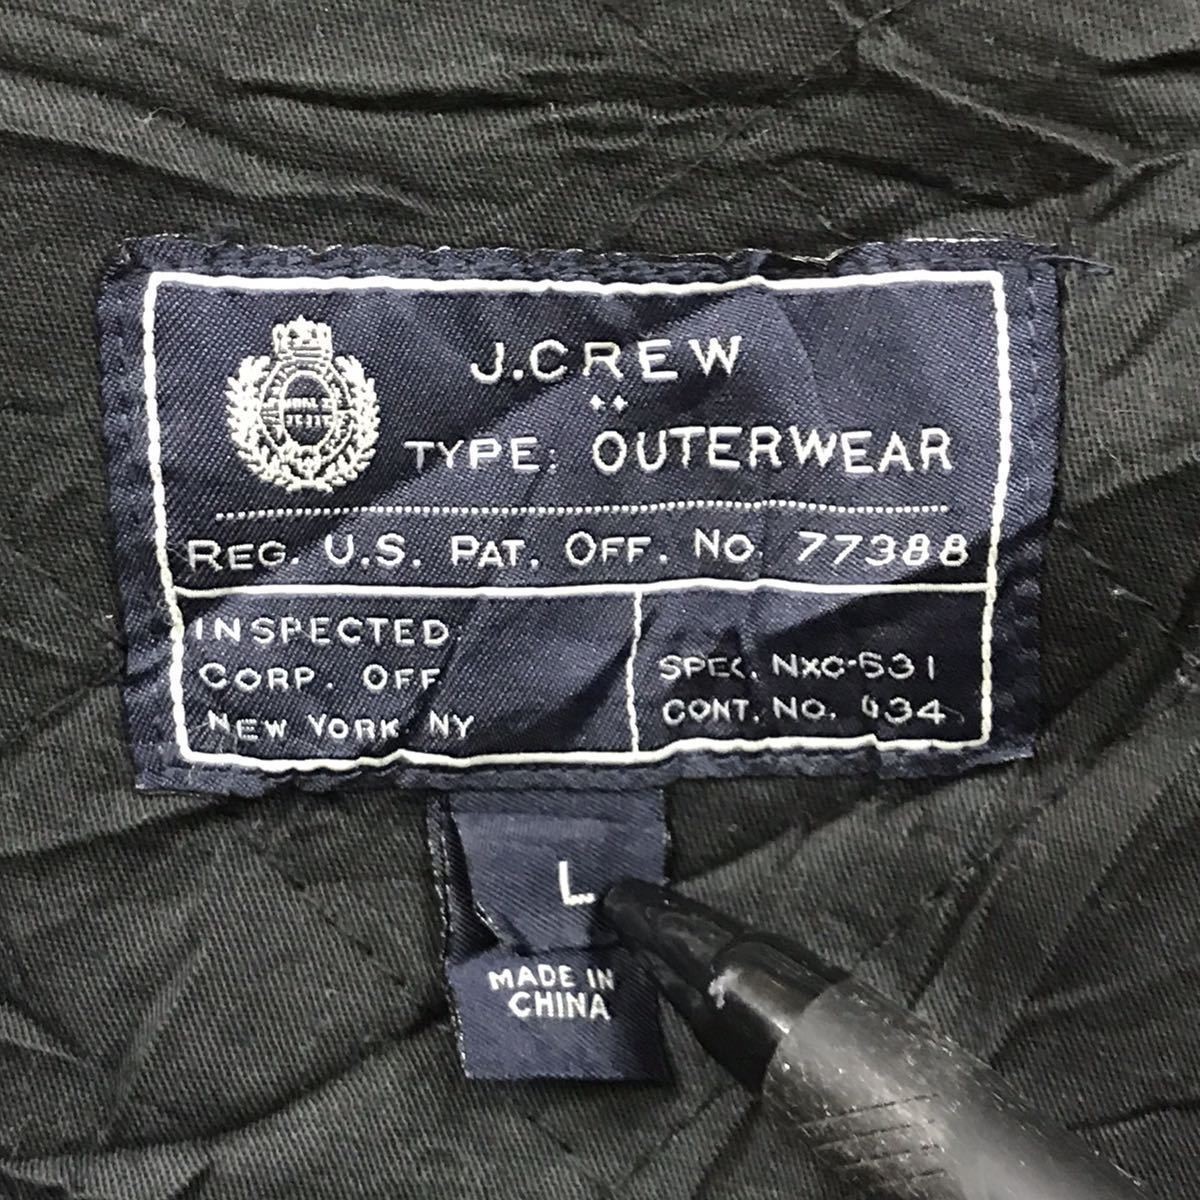 J.CREW
TYPE: OUTERWEAR
REG. U.S. PAT. OFF. NO. 77388
INSPECTED
CORP. OFF
NEW YORK NY
SPEC. NXC-531
CONT. NO. 434
L
MADE IN
CHINA